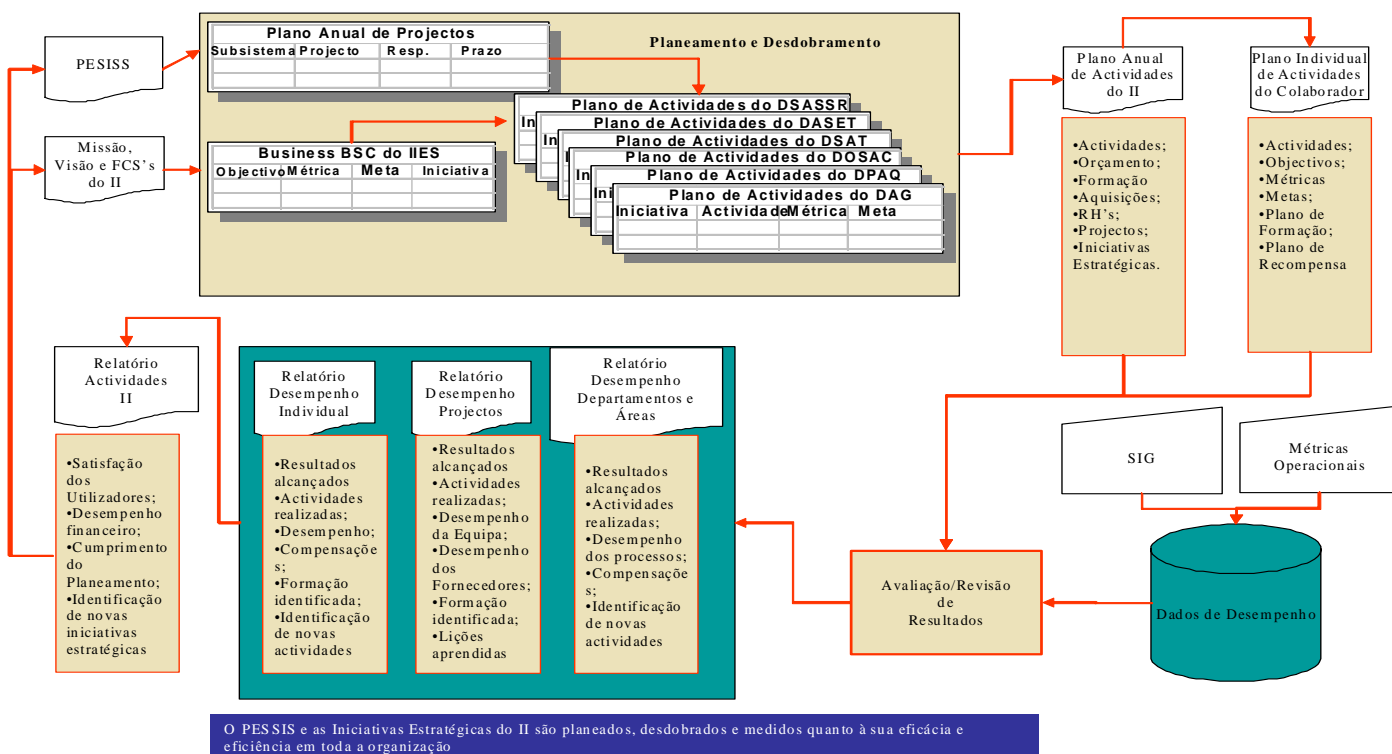 PESISS
Missão,
Visão e FCS's
do II
Plano Anual de Projectos
Subsistema Projecto Resp. Prazo
Planeamento e Desdobramento
Business BSC do IIES
Objectivo Métrica Meta Iniciativa
Plano de Actividades do DSASSR
In
Plano de Actividades do DASET
Plano de Actividades do DSAT
Plano de Actividades do DOSAC
Plano de Actividades do DPAQ
Plano de Actividades do DAG
Iniciativa Actividade Métrica Meta
Plano Anual
de Actividades
do II
•Actividades;
•Orçamento;
•Formação
•Aquisições;
•RH's;
•Projectos;
•Iniciativas
Estratégicas.
Plano Individual
de Actividades
do Colaborador
•Actividades;
•Objectivos;
•Métricas
•Metas;
•Plano de
Formação;
•Plano de
Recompensa
Relatório
Actividades
II
•Satisfação
dos
Utilizadores;
•Desempenho
financeiro;
•Cumprimento
do
Planeamento;
•Identificação
de novas
iniciativas
estratégicas
Relatório
Desempenho
Individual
•Resultados
alcançados
•Actividades
realizadas;
•Desempenho;
•Compensaçõe
s;
•Formação
identificada;
•Identificação
de novas
actividades
Relatório
Desempenho
Projectos
•Resultados
alcançados
•Actividades
realizadas;
•Desempenho
da Equipa;
•Desempenho
dos
Fornecedores;
•Formação
identificada;
•Lições
aprendidas
Relatório
Desempenho
Departamentos e
Áreas
•Resultados
alcançados
•Actividades
realizadas;
•Desempenho
dos processos;
•Compensaçõe
s;
•Identificação
de novas
actividades
Avaliação/Revisão
de
Resultados
SIG
Métricas
Operacionais
Dados de Desempenho
O PESSIS e as Iniciativas Estratégicas do II são planeados, desdobrados e medidos quanto à sua eficácia e
eficiência em toda a organização